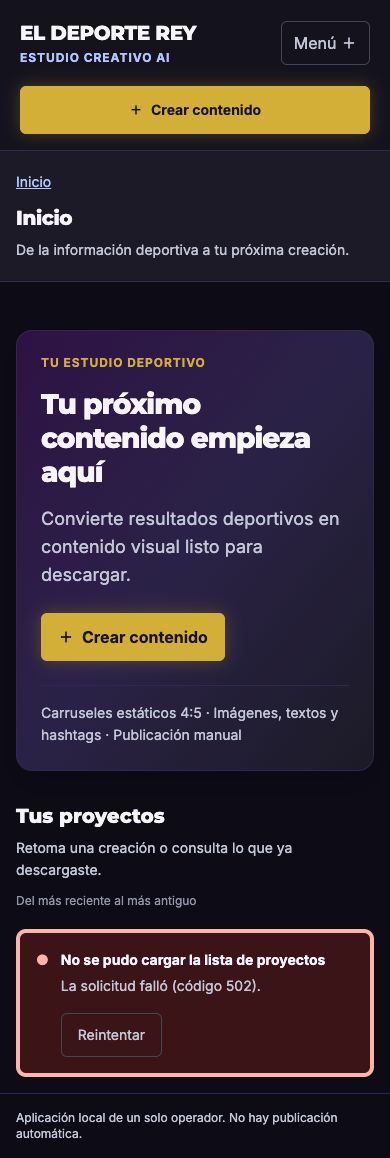 EL DEPORTE REY
ESTUDIO CREATIVO AI
Menú +
+ Crear contenido
Inicio
Inicio
De la información deportiva a tu próxima creación.
TU ESTUDIO DEPORTIVO
Tu próximo
contenido empieza
aquí
Convierte resultados deportivos en
contenido visual listo para
descargar.
+ Crear contenido
Carruseles estáticos 4:5 · Imágenes, textos y
hashtags · Publicación manual
Tus proyectos
Retoma una creación o consulta lo que ya
descargaste.
Del más reciente al más antiguo
No se pudo cargar la lista de proyectos
La solicitud falló (código 502).
Reintentar
Aplicación local de un solo operador. No hay publicación
automática.